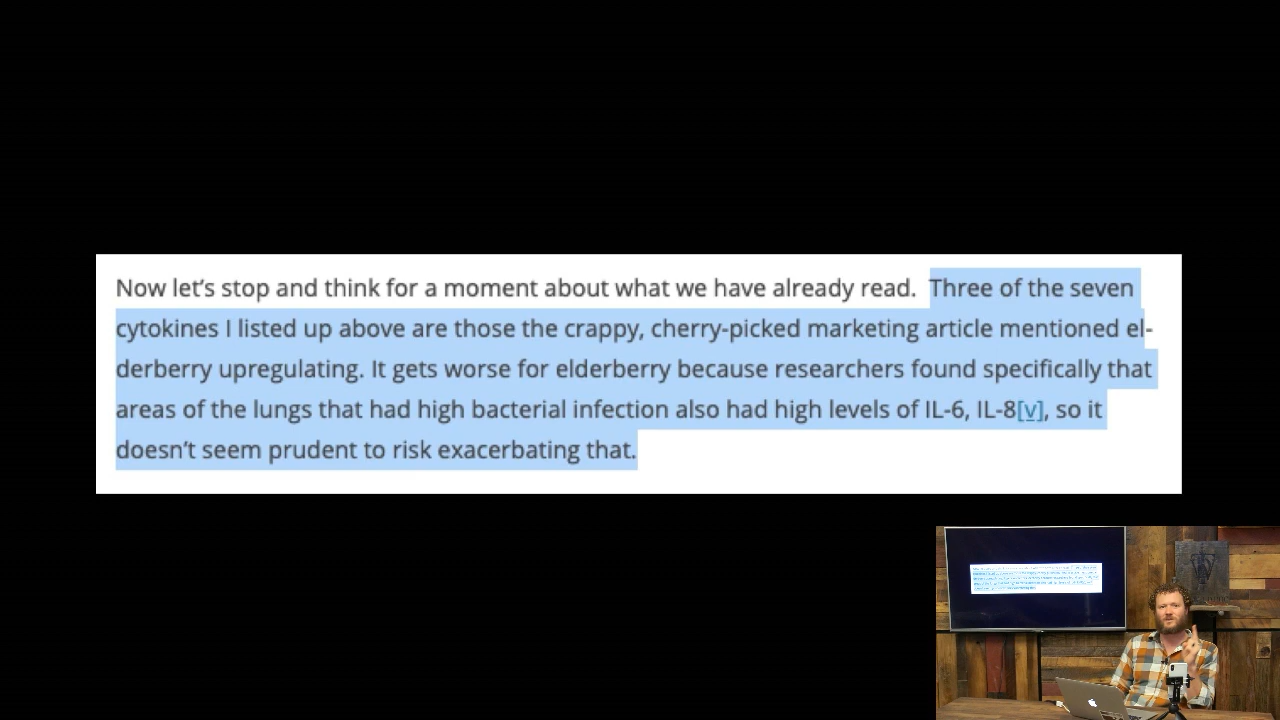 Now let's stop and think for a moment about what we have already read.  Three of the seven
cytokines I listed up above are those the crappy, cherry-picked marketing article mentioned el-
derberry upregulating. It gets worse for elderberry because researchers found specifically that
areas of the lungs that had high bacterial infection also had high levels of IL-6, IL-8[v], so it
doesn't seem prudent to risk exacerbating that.